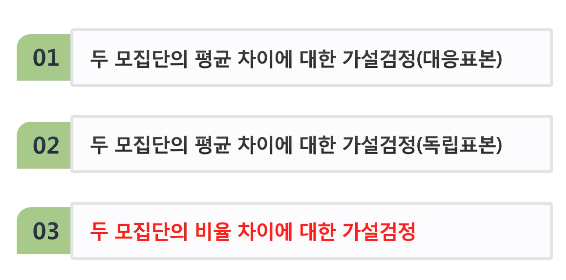 01 두 모집단의 평균 차이에 대한 가설검정(대응표본)
02 두 모집단의 평균 차이에 대한 가설검정(독립표본)
03 두 모집단의 비율 차이에 대한 가설검정